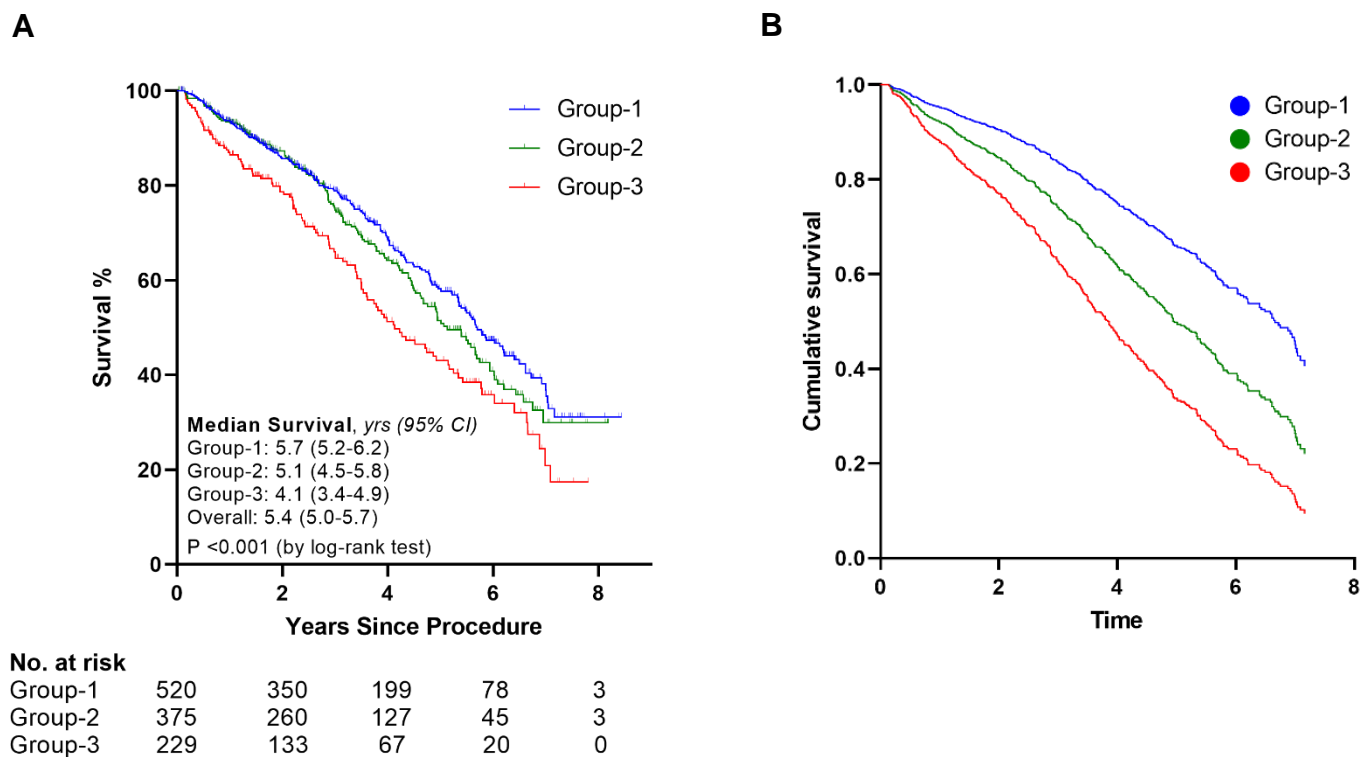 A
100
80
60
40
20
0
Survival %
Group-1
Group-2
Group-3
Median Survival, yrs (95% CI)
Group-1: 5.7 (5.2-6.2)
Group-2: 5.1 (4.5-5.8)
Group-3: 4.1 (3.4-4.9)
Overall: 5.4 (5.0-5.7)
P <0.001 (by log-rank test)
0 2 4 6 8
Years Since Procedure
No. at risk
Group-1 520 350 199 78 3
Group-2 375 260 127 45 3
Group-3 229 133 67 20 0
B
1.0
0.8
0.6
0.4
0.2
0.0
Cumulative survival
Group-1
Group-2
Group-3
0 2 4 6 8
Time